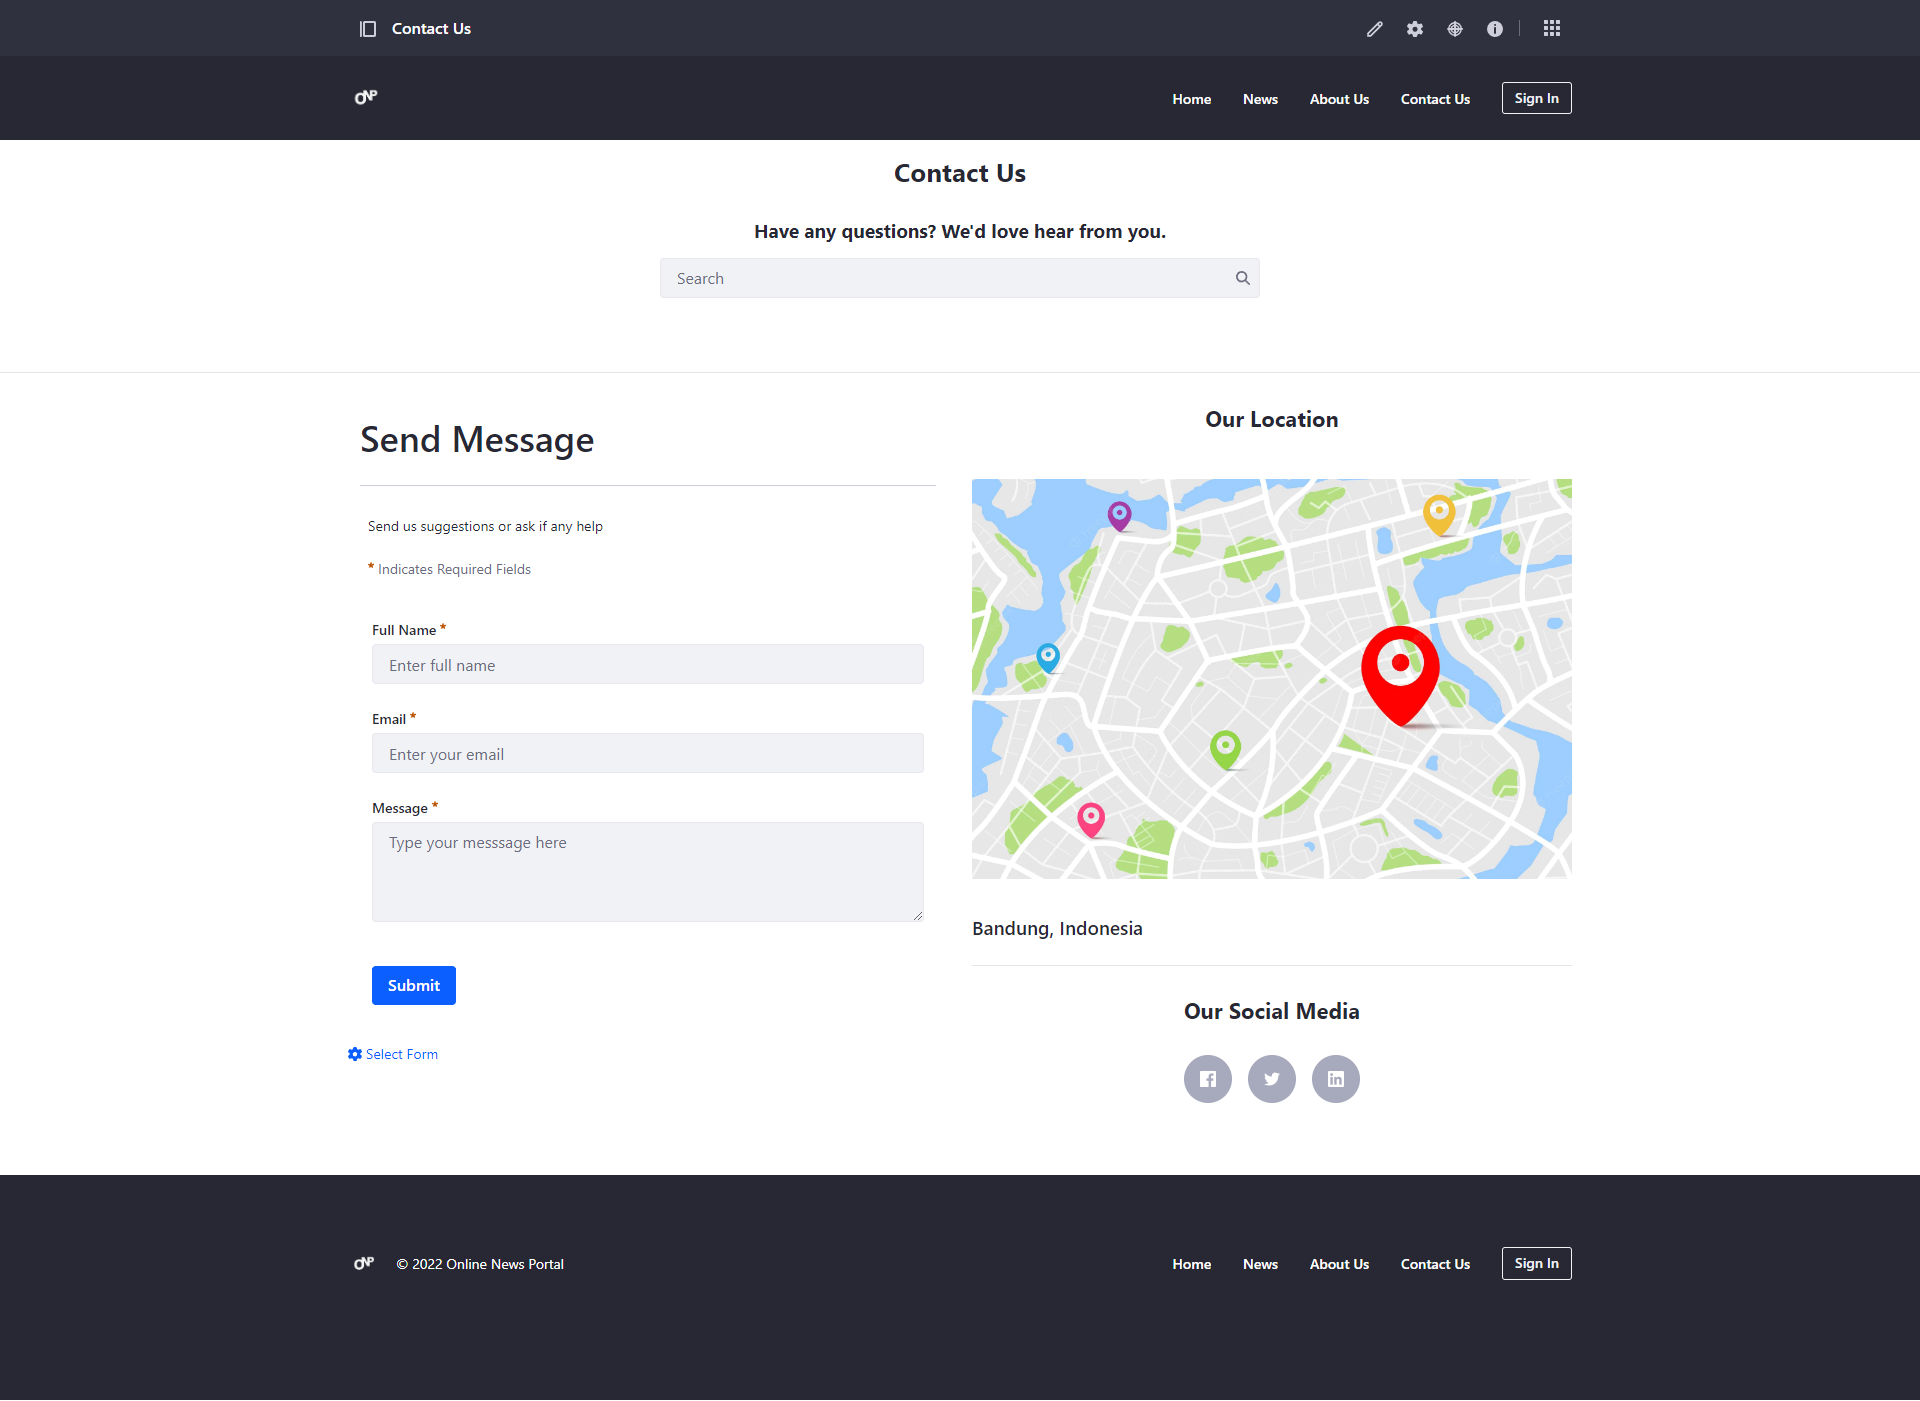 Contact Us
ONP
Home
News
About Us
Contact Us
Sign In
Contact Us
Have any questions? We'd love hear from you.
Search
Send Message
Send us suggestions or ask if any help
* Indicates Required Fields
Full Name *
Enter full name
Email *
Enter your email
Message *
Type your messsage here
Submit
Select Form
Our Location
Bandung, Indonesia
Our Social Media
ONP
© 2022 Online News Portal
Home
News
About Us
Contact Us
Sign In